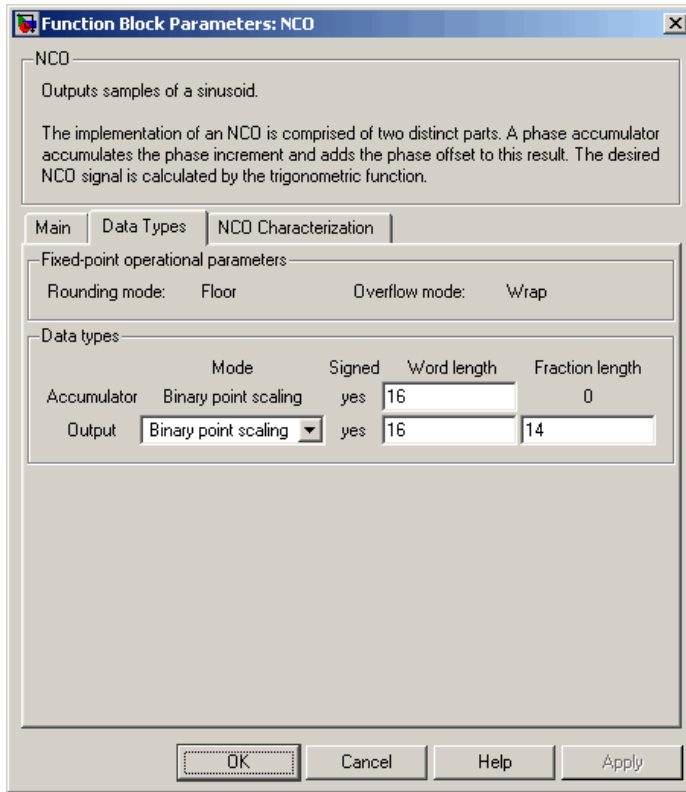 Function Block Parameters: NCO
NCO
Outputs samples of a sinusoid.
The implementation of an NCO is comprised of two distinct parts. A phase accumulator
accumulates the phase increment and adds the phase offset to this result. The desired
NCO signal is calculated by the trigonometric function.
Main Data Types NCO Characterization
Fixed-point operational parameters
Rounding mode: Floor Overflow mode: Wrap
Data types
Mode Signed Word length Fraction length
Accumulator Binary point scaling yes 16 0
Output Binary point scaling yes 16 14
OK Cancel Help Apply